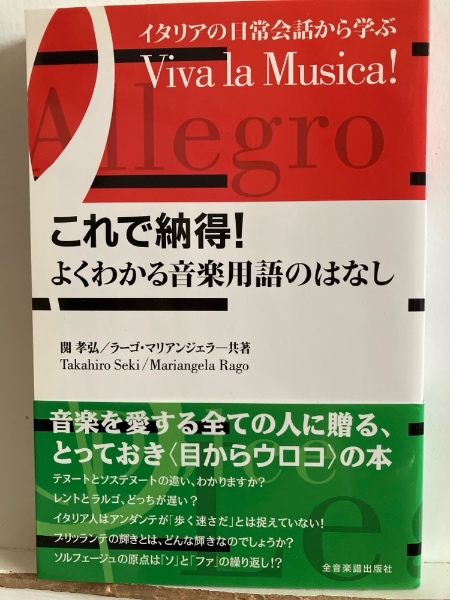 イタリアの日常会話から学ぶ
Viva la Musica!
Allegro
これで納得!
よくわかる音楽用語のはなし
関 孝弘/ラーゴ・マリアンジェラ―共著
Takahiro Seki/Mariangela Rago
音楽を愛する全ての人に贈る、
とっておき〈目からウロコ〉の本
テヌートとソステヌートの違い、わかりますか?
レントとラルゴ、どっちが遅い?
イタリア人はアンダンテが「歩く速さだ」とは捉えていない!
ブリッランテの輝きとは、どんな輝きなのでしょうか?
ソルフェージュの原点は「ソ」と「ファ」の繰り返し!?
全音楽譜出版社